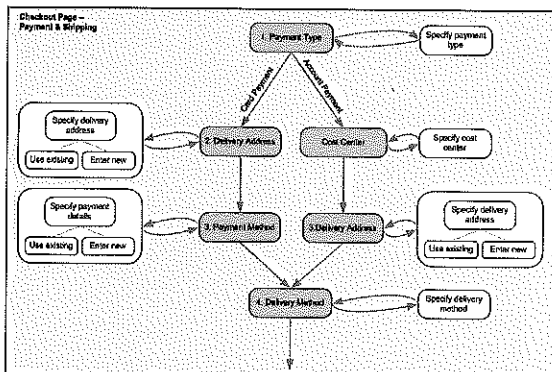 Checkout Page –
Payment & Shipping
1. Payment Type
Specify payment
type
Card Payment
Account Payment
Specify delivery
address
Use existing
Enter new
2. Delivery Address
Cost Center
Specify cost
center
Specify payment
details
Use existing
Enter new
3. Payment Method
3.Delivery Address
Specify delivery
address
Use existing
Enter new
4. Delivery Method
Specify delivery
method